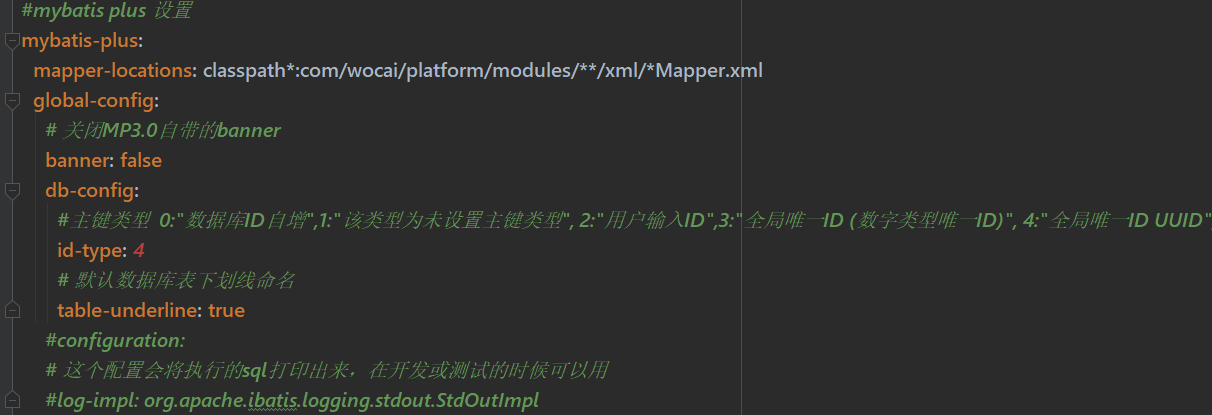 #mybatis plus 设置
mybatis-plus:
mapper-locations: classpath*:com/wocai/platform/modules/**/xml/*Mapper.xml
global-config:
# 关闭MP3.0自带的banner
banner: false
db-config:
#主键类型 0:"数据库ID自增",1:"该类型为未设置主键类型", 2:"用户输入ID",3:"全局唯一ID (数字类型唯一ID)", 4:"全局唯一ID UUID",
id-type: 4
# 默认数据库表下划线命名
table-underline: true
#configuration:
# 这个配置会将执行的sql打印出来，在开发或测试的时候可以用
#log-impl: org.apache.ibatis.logging.stdout.StdOutImpl